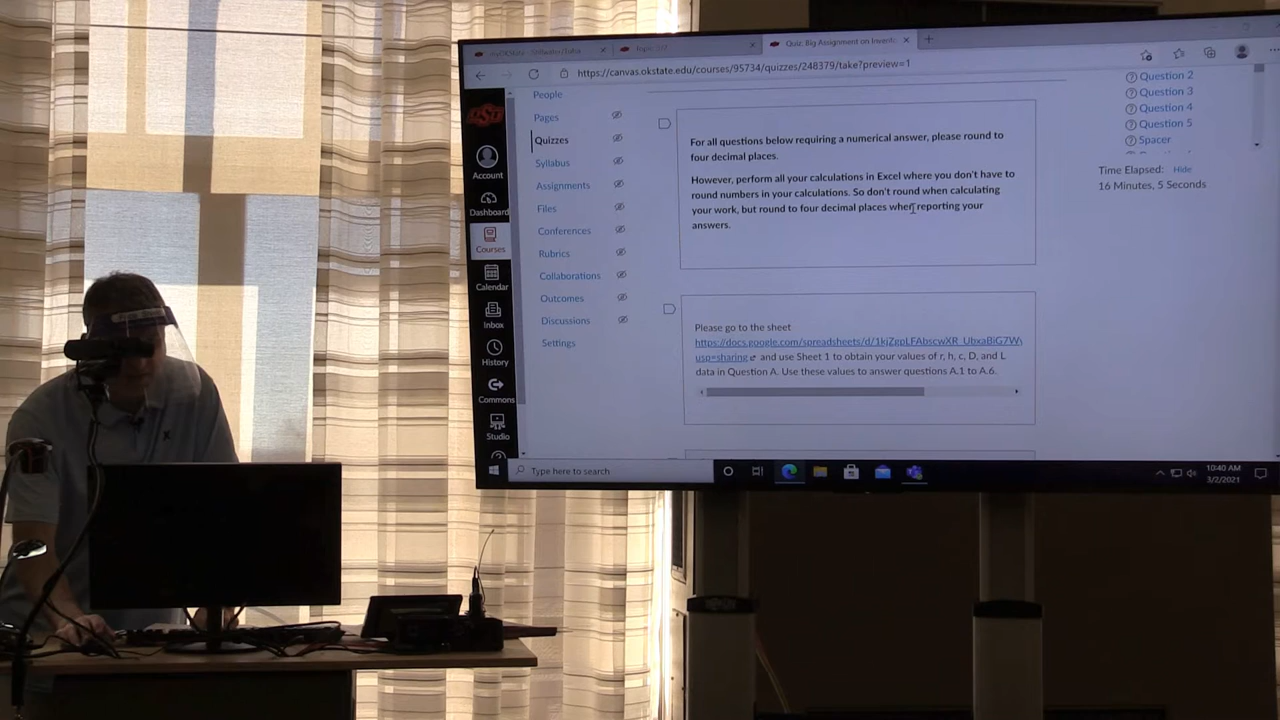 Quiz: Big Assignment on Invent
https://canvas.okstate.edu/courses/95734/quizzes/248379/take?preview=1
People
Pages
Quizzes
Syllabus
Assignments
Files
Conferences
Rubrics
Collaborations
Outcomes
Discussions
Settings
Account
Dashboard
Courses
Calendar
Inbox
History
Commons
Studio
For all questions below requiring a numerical answer, please round to
four decimal places.
However, perform all your calculations in Excel where you don't have to
round numbers in your calculations. So don't round when calculating
your work, but round to four decimal places when reporting your
answers.
Please go to the sheet
usp=sharing and use Sheet 1 to obtain your values of r, h, c, D, and L
data in Question A. Use these values to answer questions A.1 to A.6.
Question 2
Question 3
Question 4
Question 5
Spacer
Time Elapsed: Hide
16 Minutes, 5 Seconds
Type here to search
10:40 AM
3/2/2021